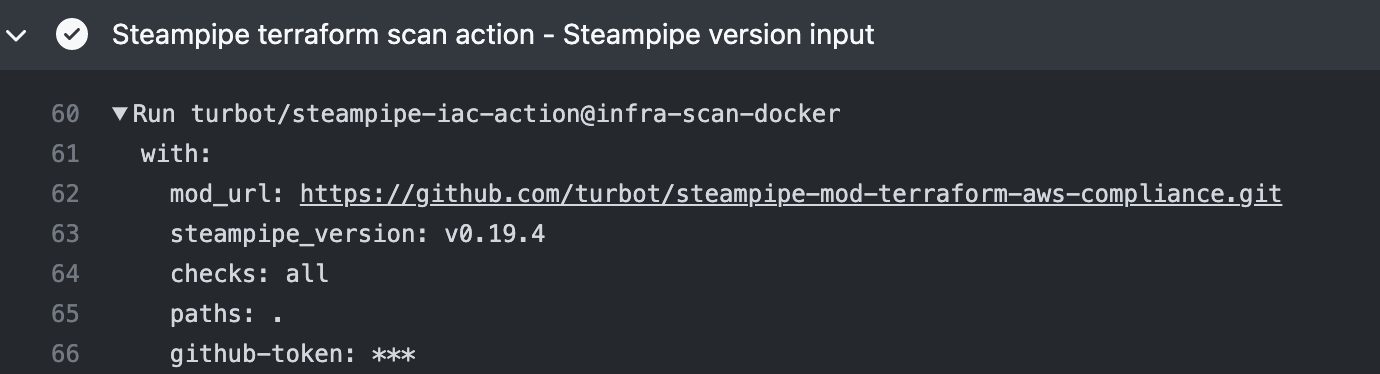 Steampipe terraform scan action - Steampipe version input
60 ▼Run turbot/steampipe-iac-action@infra-scan-docker
61 with:
62 mod_url: https://github.com/turbot/steampipe-mod-terraform-aws-compliance.git
63 steampipe_version: v0.19.4
64 checks: all
65 paths: .
66 github-token: ***